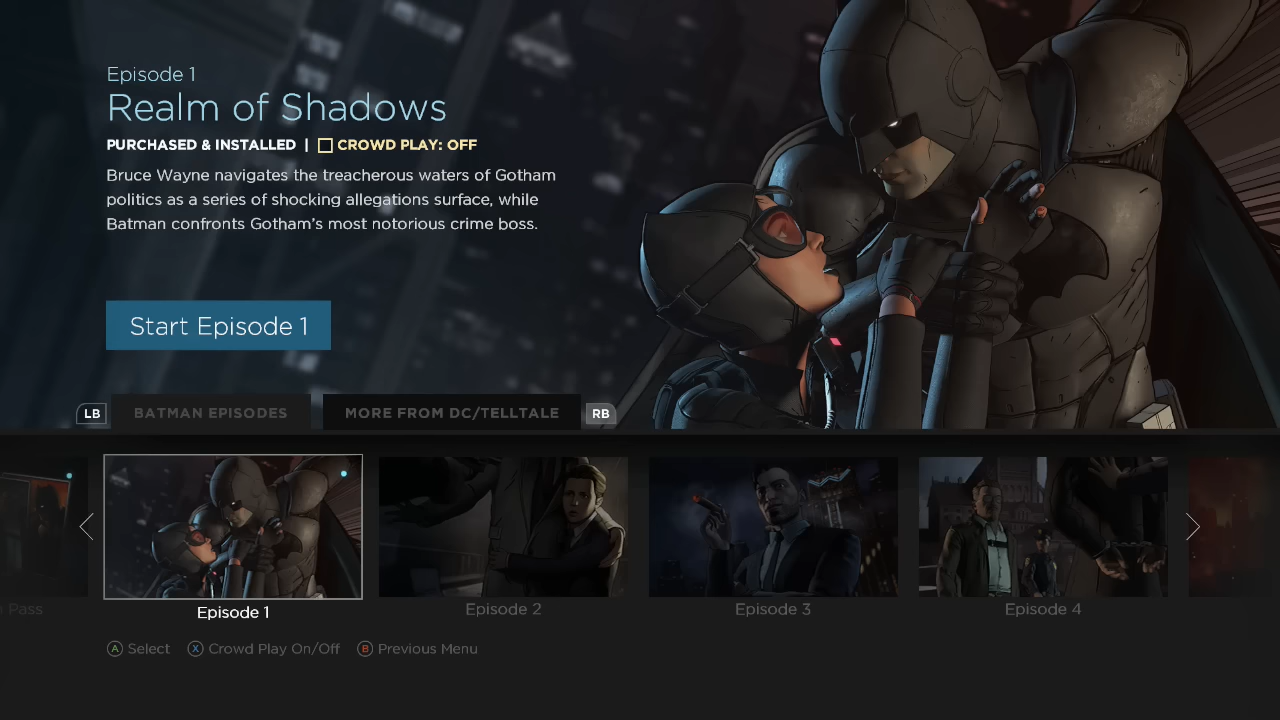 Episode 1
Realm of Shadows
PURCHASED & INSTALLED | CROWD PLAY: OFF
Bruce Wayne navigates the treacherous waters of Gotham
politics as a series of shocking allegations surface, while
Batman confronts Gotham's most notorious crime boss.
Start Episode 1
LB BATMAN EPISODES MORE FROM DC/TELLTALE RB
Pass Episode 1 Episode 2 Episode 3 Episode 4
A Select X Crowd Play On/Off B Previous Menu